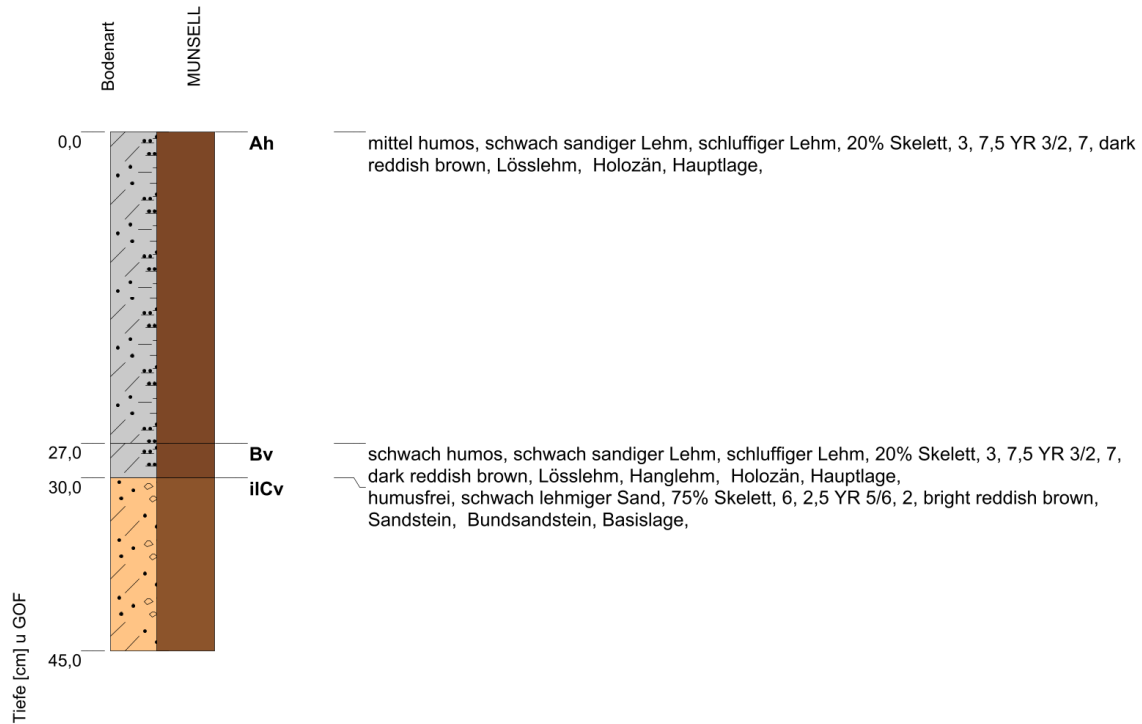 Bodenart
MUNSELL
0,0
Ah
mittel humos, schwach sandiger Lehm, schluffiger Lehm, 20% Skelett, 3, 7,5 YR 3/2, 7, dark
reddish brown, Lösslehm, Holozän, Hauptlage,
27,0
Bv
schwach humos, schwach sandiger Lehm, schluffiger Lehm, 20% Skelett, 3, 7,5 YR 3/2, 7,
dark reddish brown, Lösslehm, Hanglehm, Holozän, Hauptlage,
30,0
ilCv
humusfrei, schwach lehmiger Sand, 75% Skelett, 6, 2,5 YR 5/6, 2, bright reddish brown,
Sandstein, Bundsandstein, Basislage,
45,0
Tiefe [cm] u GOF